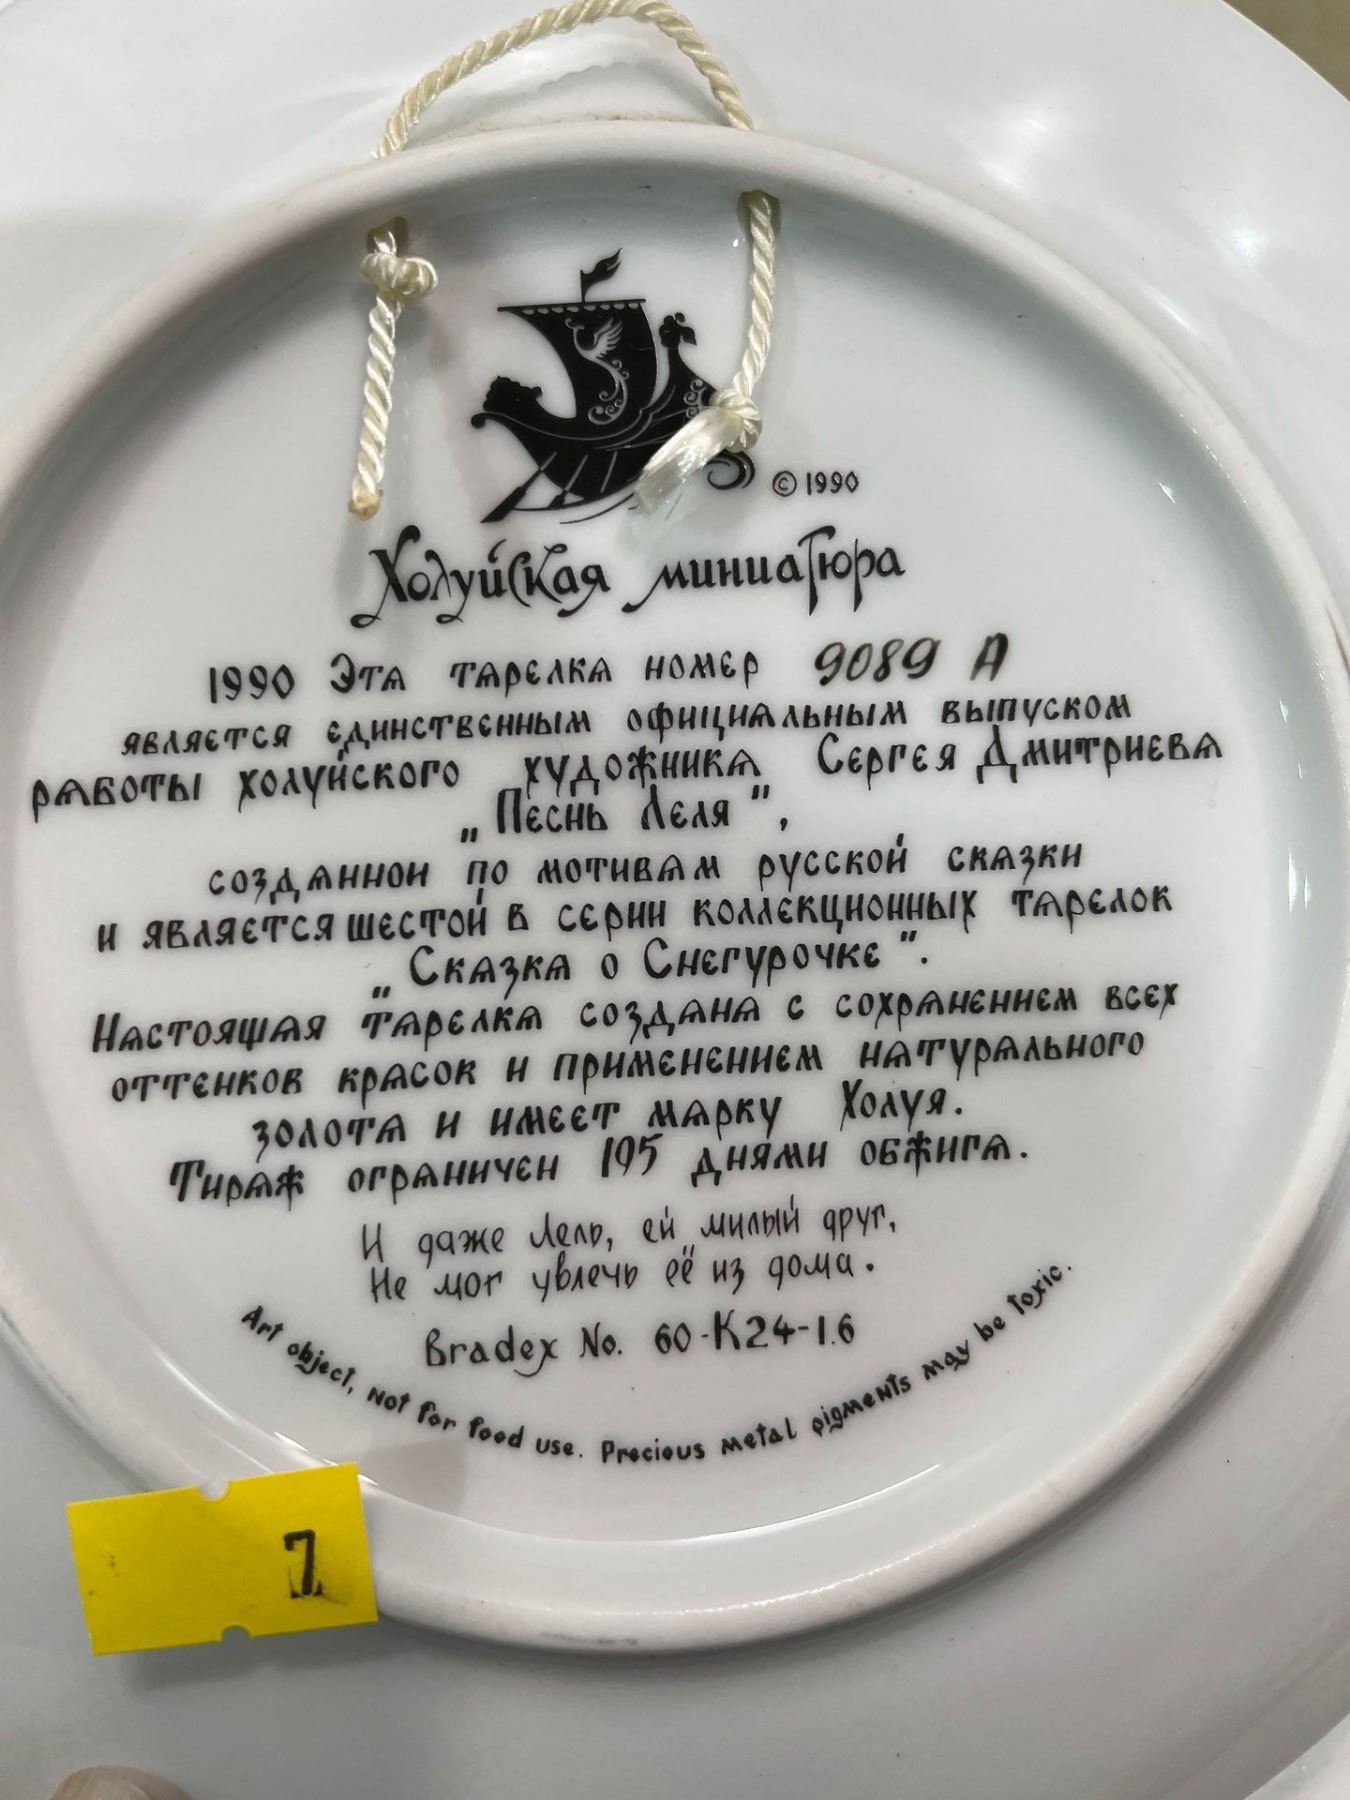 © 1990
Холуйская миниатюра
1990 Эта тарелка номер 9089 А
является единственным официальным выпуском
работы холуйского художника Сергея Дмитриева
„Песнь Леля",
созданной по мотивам русской сказки
и является шестой в серии коллекционных тарелок
„Сказка о Снегурочке".
Настоящая тарелка создана с сохранением всех
оттенков красок и применением натурального
золота и имеет марку Холуя.
Тираж ограничен 195 днями обжига.
И даже Лель, ей милый друг,
Не мог увлечь её из дома.
Bradex No. 60-K24-1.6
Art object, not for food use. Precious metal pigments may be toxic.
7